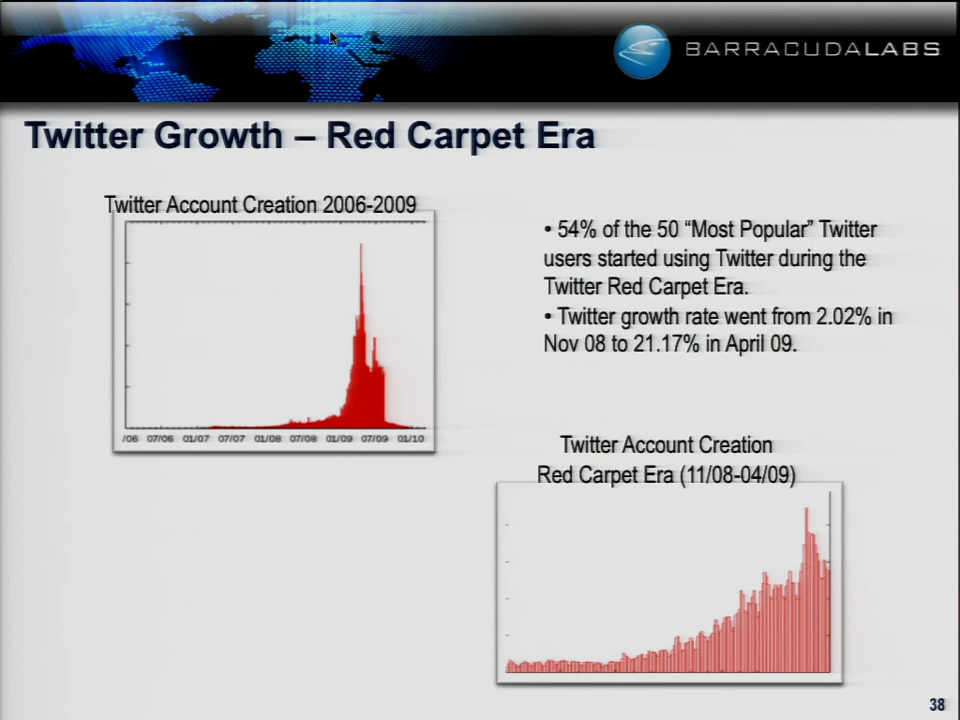 BARRACUDALABS
Twitter Growth – Red Carpet Era
Twitter Account Creation 2006-2009
/06 07/06 01/07 07/07 01/08 07/08 01/09 07/09 01/10
• 54% of the 50 “Most Popular” Twitter
users started using Twitter during the
Twitter Red Carpet Era.
• Twitter growth rate went from 2.02% in
Nov 08 to 21.17% in April 09.
Twitter Account Creation
Red Carpet Era (11/08-04/09)
38